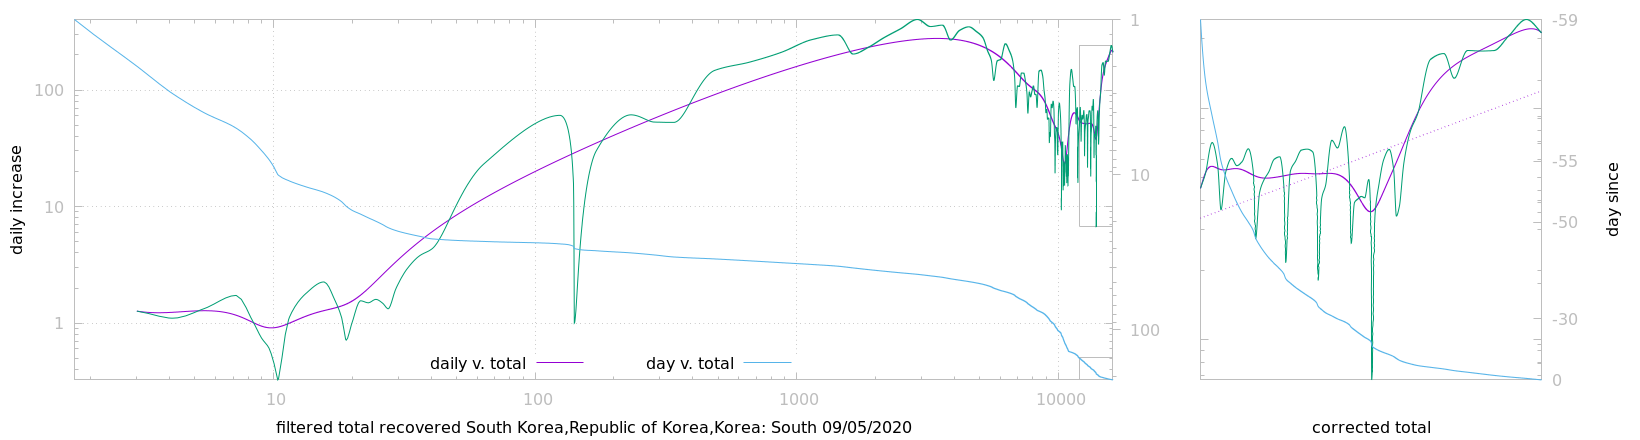 1
-59
100
daily increase
10
1
10
100
-55
-50
-30
0
day since
daily v. total
day v. total
10
100
1000
10000
filtered total recovered South Korea,Republic of Korea,Korea: South 09/05/2020
corrected total